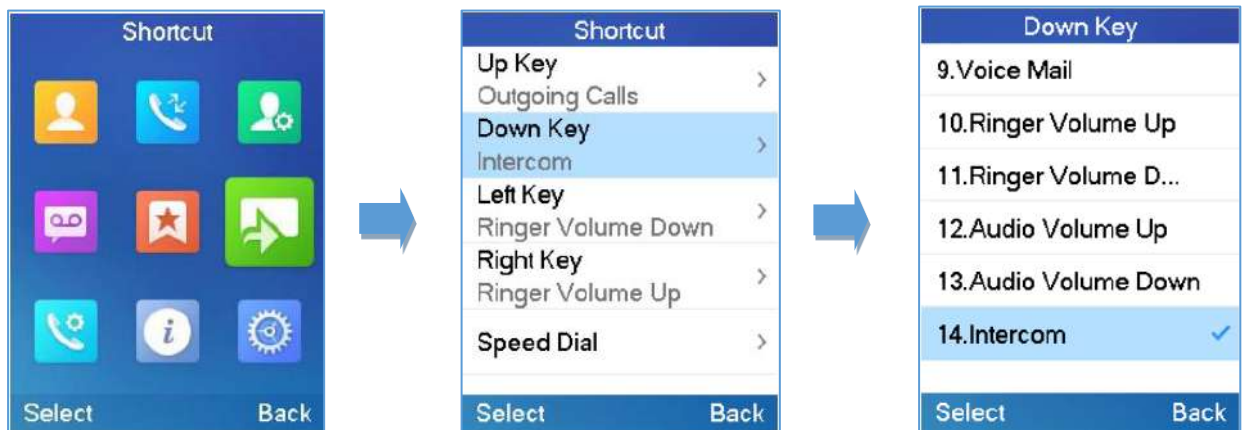 Shortcut
Select Back
Shortcut
Up Key
Outgoing Calls
Down Key
Intercom
Left Key
Ringer Volume Down
Right Key
Ringer Volume Up
Speed Dial
Select Back
Down Key
9.Voice Mail
10.Ringer Volume Up
11.Ringer Volume D...
12.Audio Volume Up
13.Audio Volume Down
14.Intercom
Select Back